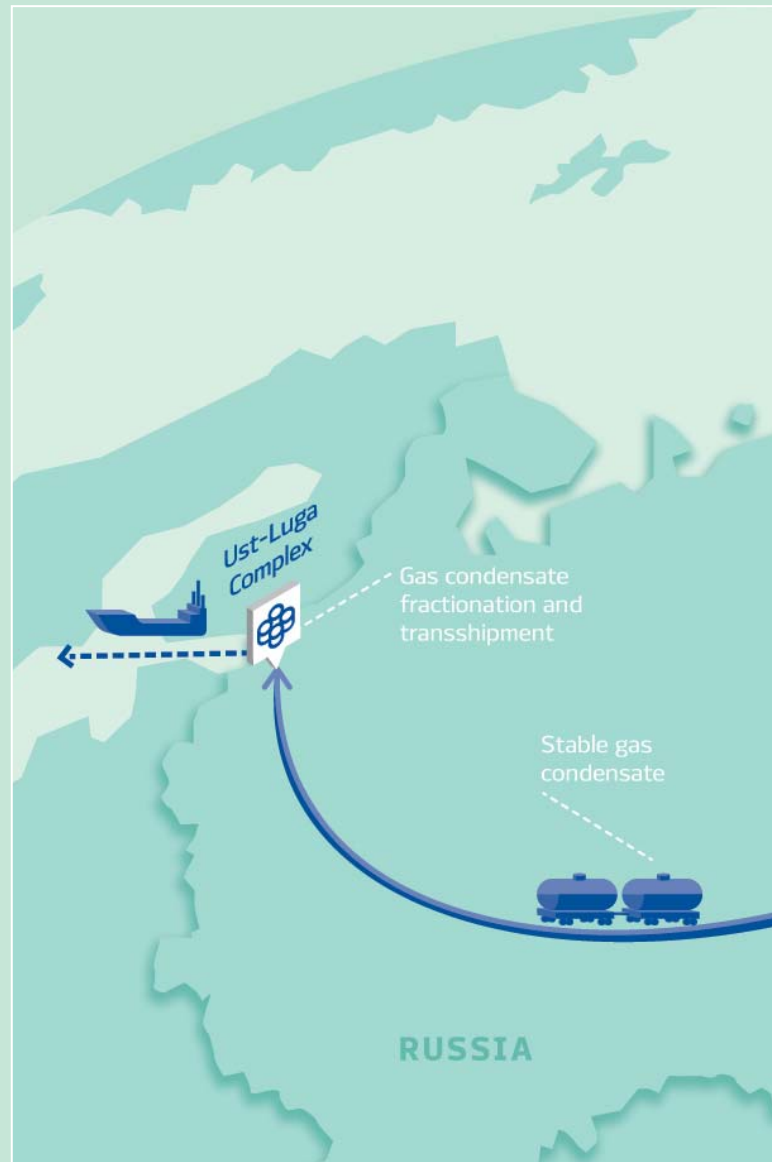 Ust-Luga
Complex
Gas condensate
fractionation and
transshipment
Stable gas
condensate
RUSSIA